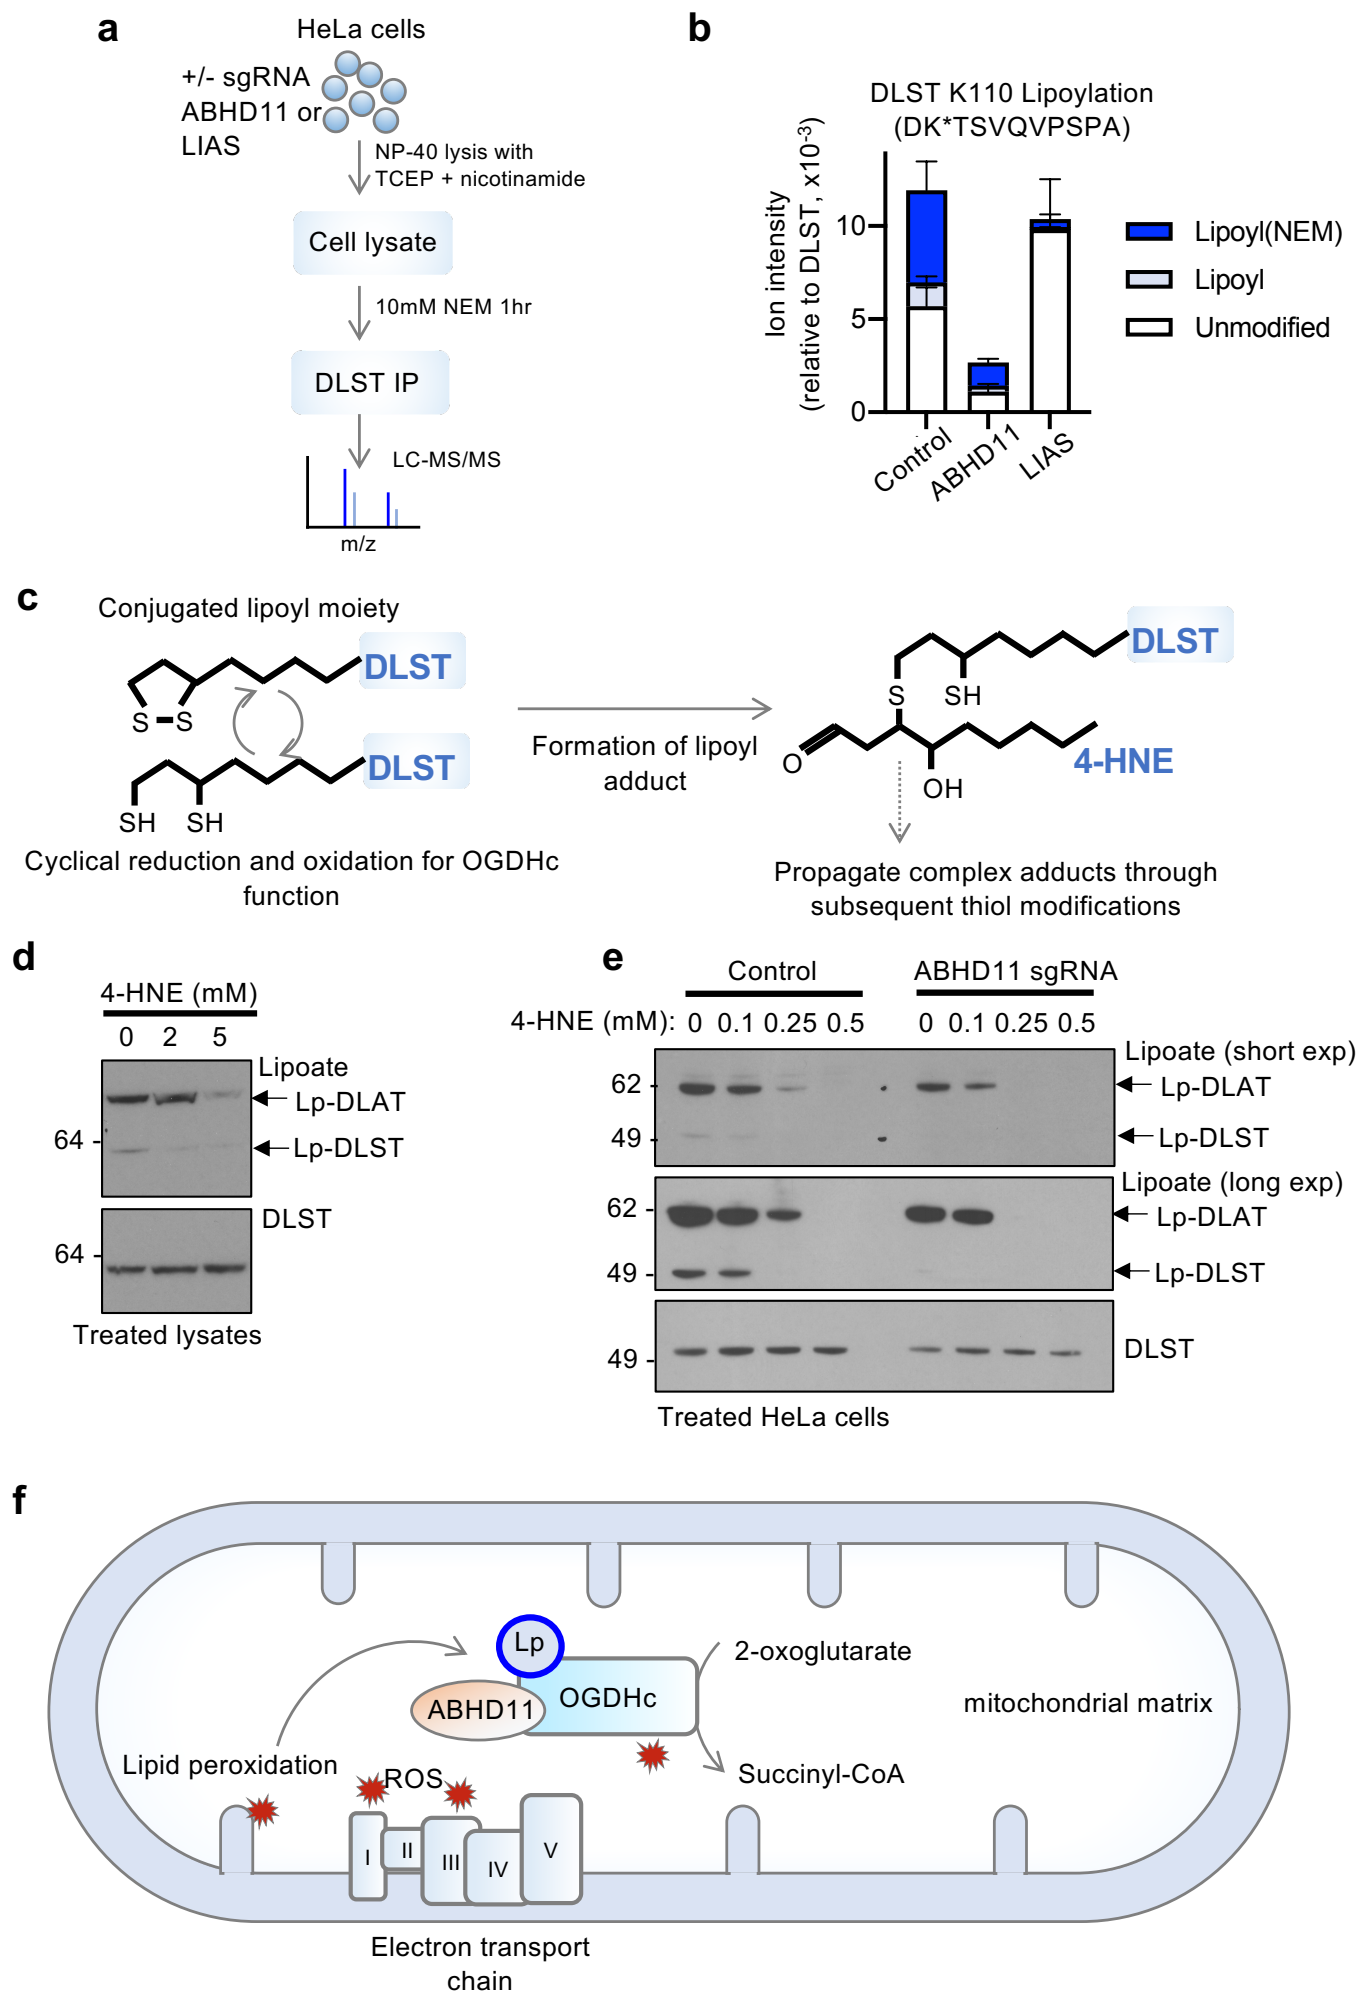 a
HeLa cells
+/- sgRNA
ABHD11 or
LIAS
NP-40 lysis with
TCEP + nicotinamide
Cell lysate
10mM NEM 1hr
DLST IP
LC-MS/MS
m/z
b
DLST K110 Lipoylation
(DK*TSVQVPSPA)
Ion intensity
(relative to DLST, x10-3)
10
5
0
Control
ABHD11
LIAS
Lipoyl(NEM)
Lipoyl
Unmodified
c
Conjugated lipoyl moiety
DLST
S
S
DLST
SH
SH
Cyclical reduction and oxidation for OGDHc
function
Formation of lipoyl
adduct
DLST
S
SH
O
OH
4-HNE
Propagate complex adducts through
subsequent thiol modifications
d
4-HNE (mM)
0 2 5
Lipoate
Lp-DLAT
64 -
Lp-DLST
DLST
64 -
Treated lysates
e
Control
ABHD11 sgRNA
4-HNE (mM): 0 0.1 0.25 0.5 0 0.1 0.25 0.5
Lipoate (short exp)
62 -
Lp-DLAT
49 -
Lp-DLST
Lipoate (long exp)
62 -
Lp-DLAT
49 -
Lp-DLST
DLST
49 -
Treated HeLa cells
f
Lp
2-oxoglutarate
OGDHc
ABHD11
mitochondrial matrix
Lipid peroxidation
ROS
Succinyl-CoA
I
II
III
IV
V
Electron transport
chain